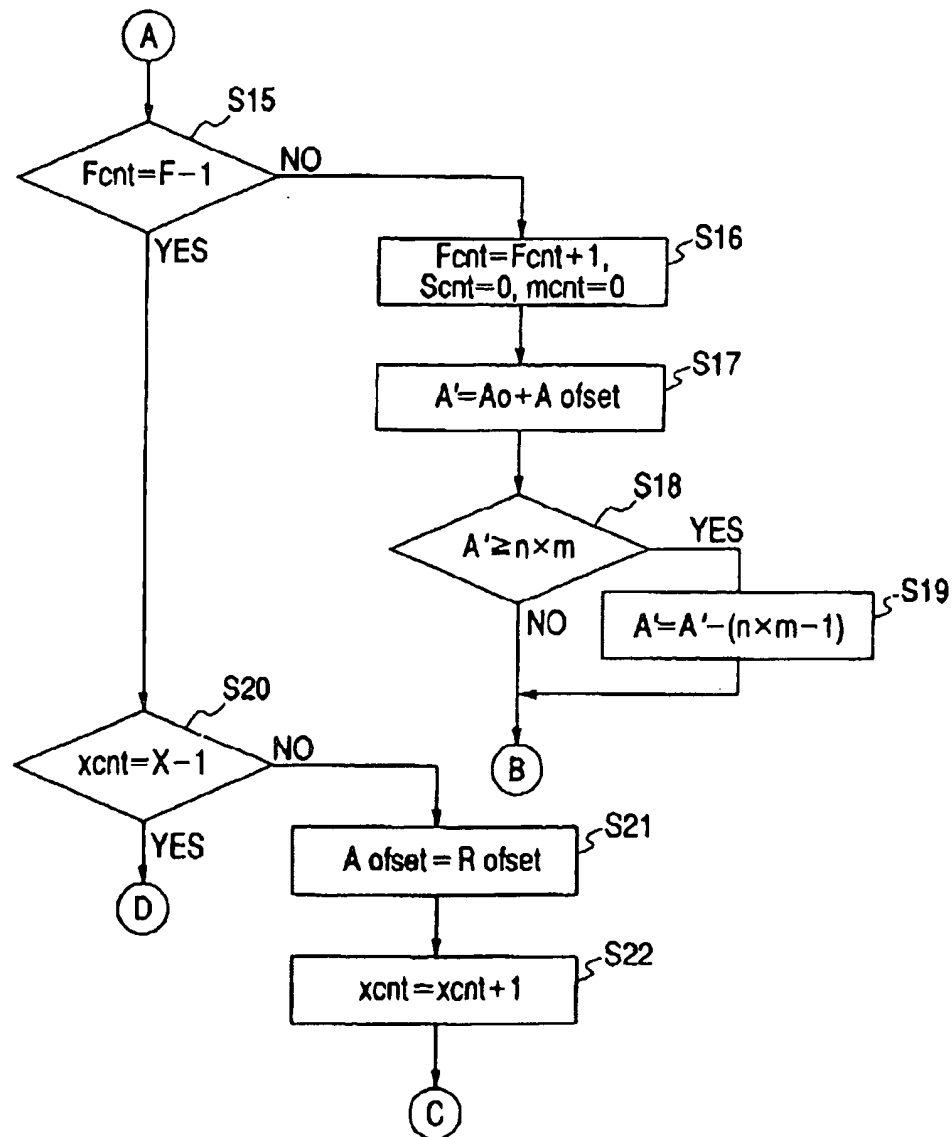 A
S15
Fcnt=F-1
NO
YES
S16
Fcnt=Fcnt+1,
Scnt=0, mcnt=0
S17
A'=Ao+A ofset
S18
A'≧n×m
YES
NO
S19
A'=A'-(n×m-1)
B
S20
xcnt=X-1
NO
YES
D
S21
A ofset=R ofset
S22
xcnt=xcnt+1
C